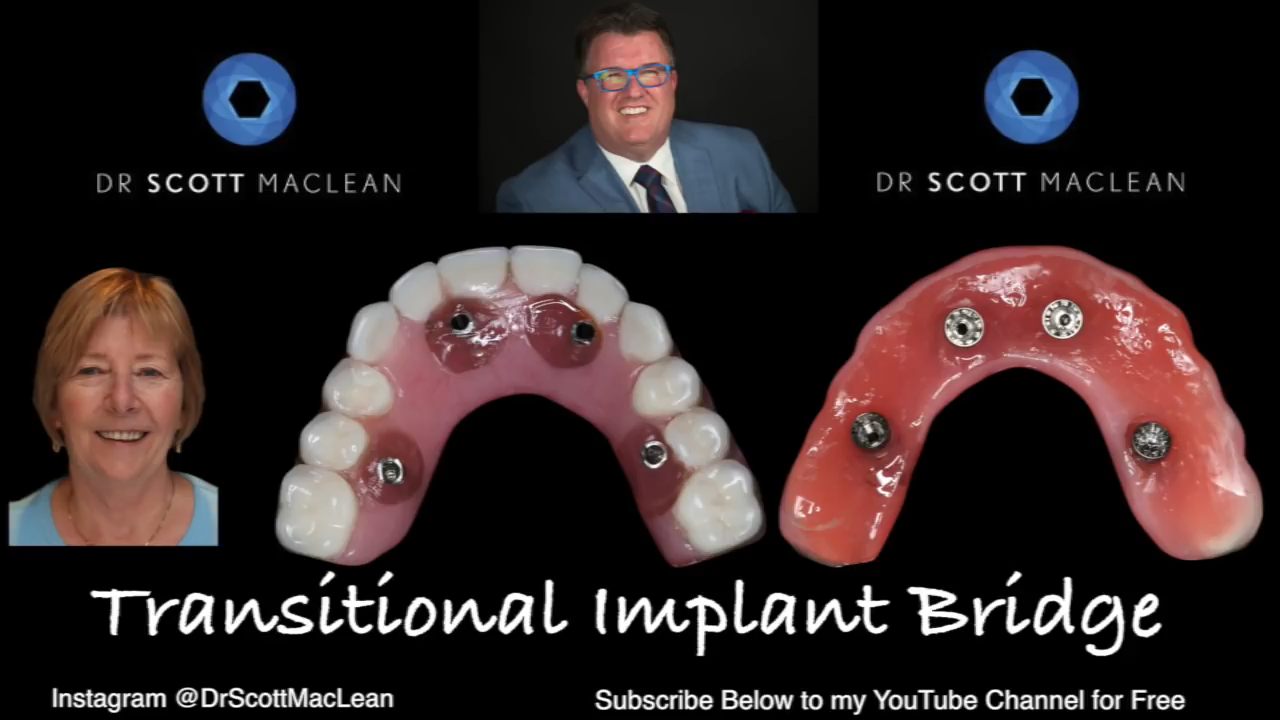 DR SCOTT MACLEAN
DR SCOTT MACLEAN
Transitional Implant Bridge
Instagram @DrScottMacLean
Subscribe Below to my YouTube Channel for Free